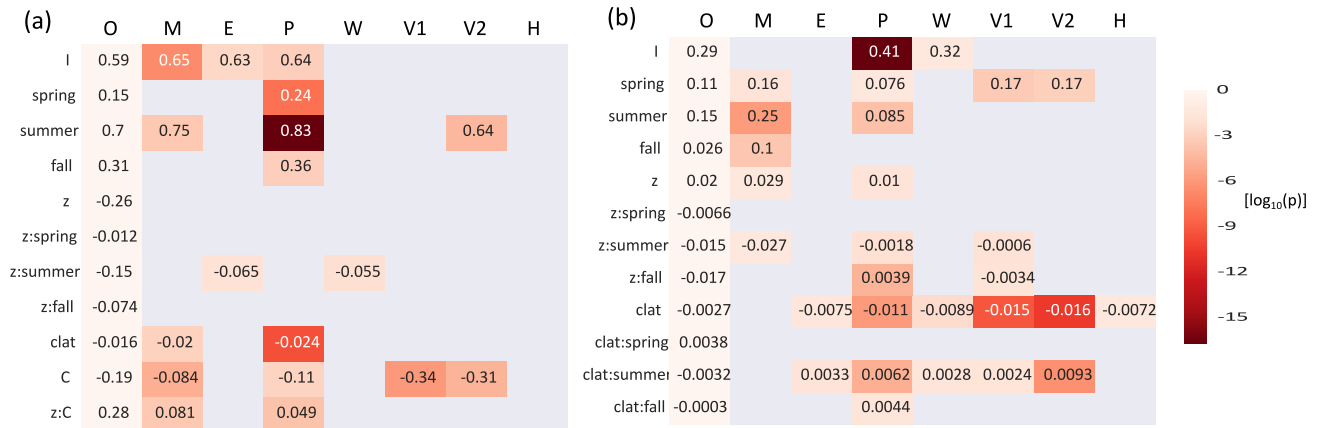 (a) O M E P W V1 V2 H
I 0.59 0.65 0.63 0.64
spring 0.15 0.24
summer 0.7 0.75 0.83 0.64
fall 0.31 0.36
z -0.26
z:spring -0.012
z:summer -0.15 -0.065 -0.055
z:fall -0.074
clat -0.016 -0.02 -0.024
C -0.19 -0.084 -0.11 -0.34 -0.31
z:C 0.28 0.081 0.049
(b) O M E P W V1 V2 H
I 0.29 0.41 0.32
spring 0.11 0.16 0.076 0.17 0.17
summer 0.15 0.25 0.085
fall 0.026 0.1
z 0.02 0.029 0.01
z:spring -0.0066
z:summer -0.015 -0.027 -0.0018 -0.0006
z:fall -0.017 0.0039 -0.0034
clat -0.0027 -0.0075 -0.011 -0.0089 -0.015 -0.016 -0.0072
clat:spring 0.0038
clat:summer -0.0032 0.0033 0.0062 0.0028 0.0024 0.0093
clat:fall -0.0003 0.0044
0
-3
-6
[log10(p)]
-9
-12
-15